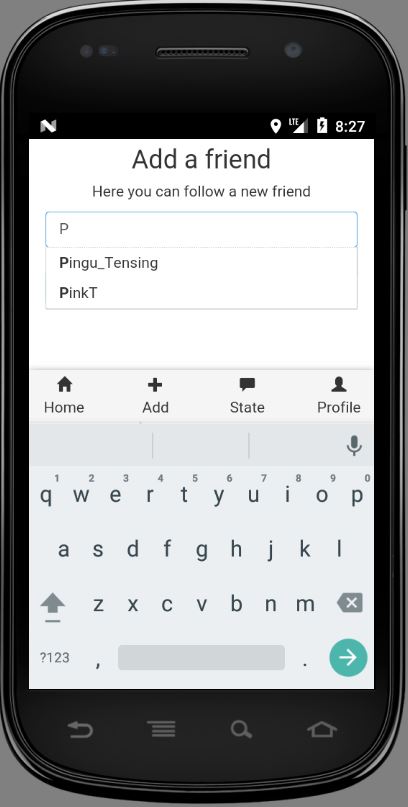 LTE 8:27
Add a friend
Here you can follow a new friend
P
Pingu_Tensing
PinkT
Home Add State Profile
1 2 3 4 5 6 7 8 9 0
q w e r t y u i o p
a s d f g h j k l
z x c v b n m
?123 , .